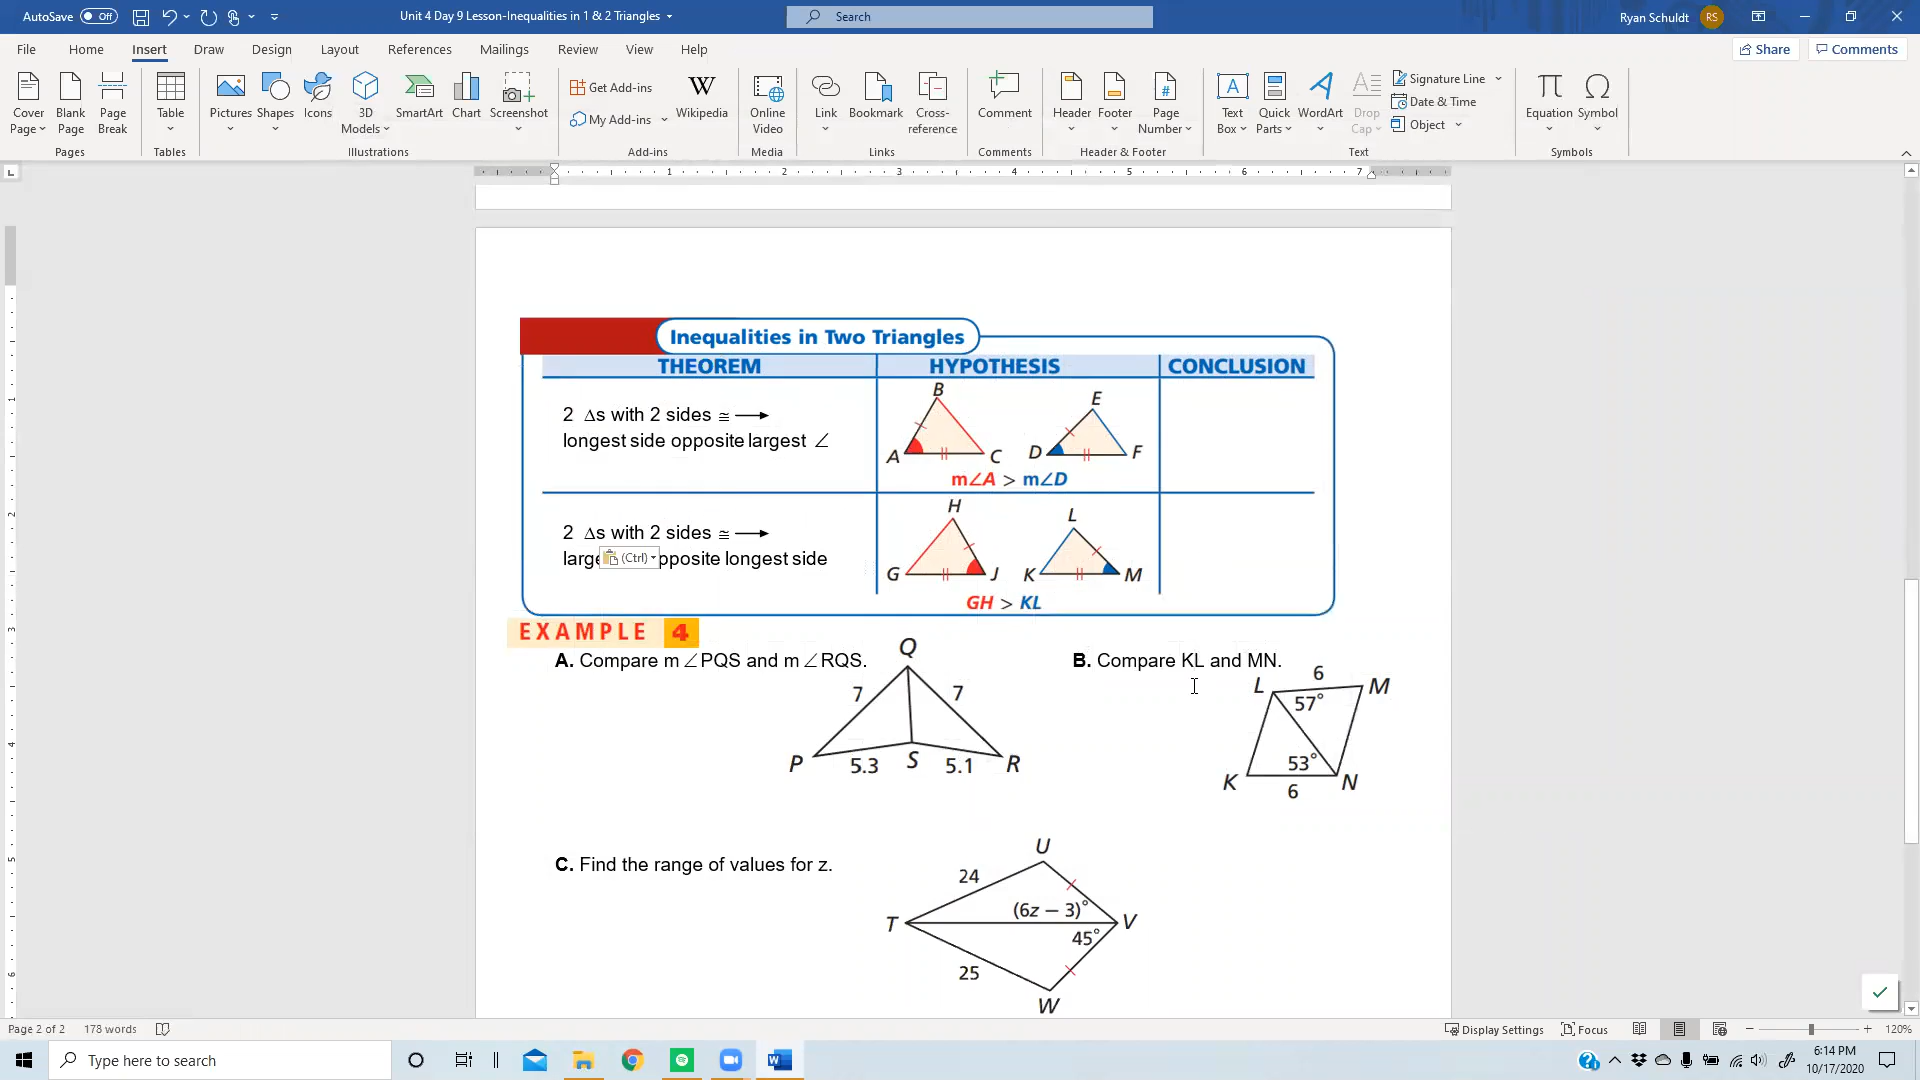 AutoSave Off
Unit 4 Day 9 Lesson-Inequalities in 1 & 2 Triangles
Search
Ryan Schuldt RS
File Home Insert Draw Design Layout References Mailings Review View Help
Share Comments
Cover Page
Blank Page
Page Break
Pages
Table
Tables
Pictures
Shapes
Icons
3D Models
SmartArt
Chart
Screenshot
Illustrations
Get Add-ins
My Add-ins
Wikipedia
Add-ins
Online Video
Media
Link
Bookmark
Cross-reference
Links
Comment
Comments
Header
Footer
Page Number
Header & Footer
Text Box
Quick Parts
WordArt
Drop Cap
Signature Line
Date & Time
Object
Text
Equation
Symbol
Symbols
1 2 3 4 5 6 7
Inequalities in Two Triangles
THEOREM HYPOTHESIS CONCLUSION
2 ∆s with 2 sides ≅ →
longest side opposite largest ∠
B
A C
E
D F
m∠A > m∠D
2 ∆s with 2 sides ≅ →
large (Ctrl) pposite longest side
H
G J
L
K M
GH > KL
EXAMPLE 4
A. Compare m∠PQS and m∠RQS.
Q
7 7
P 5.3 S 5.1 R
B. Compare KL and MN.
L 6 M
57°
53°
K 6 N
C. Find the range of values for z.
U
24
(6z − 3)°
T V
45°
25
W
Page 2 of 2 178 words
Display Settings Focus 120%
Type here to search
6:14 PM
10/17/2020